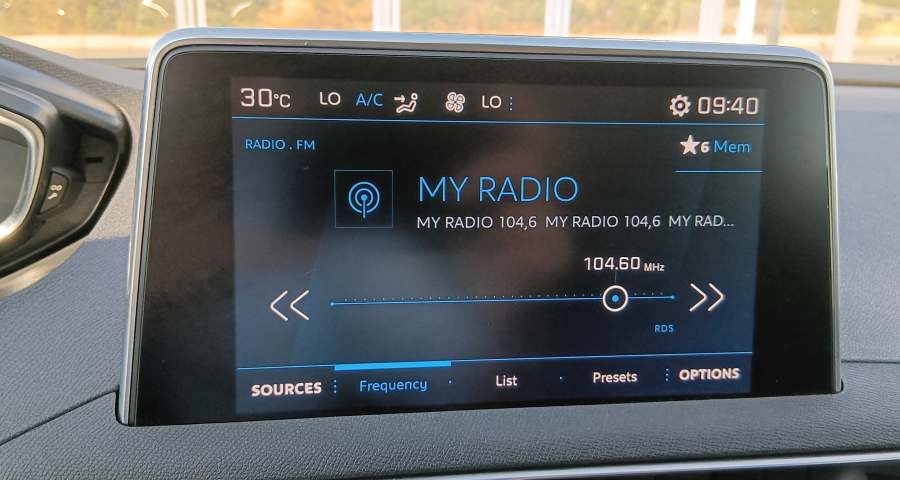 30°C LO A/C LO 09:40
RADIO . FM
6 Mem
MY RADIO
MY RADIO 104,6 MY RADIO 104,6 MY RAD...
104.60 MHz
RDS
SOURCES Frequency List Presets OPTIONS